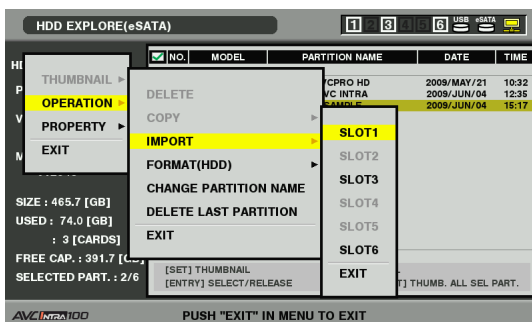 HDD EXPLORE(eSATA)
1 2 3 4 5 6 USB eSATA
NO. MODEL PARTITION NAME DATE TIME
VCPRO HD 2009/MAY/21 10:32
VC INTRA 2009/JUN/04 12:35
SAMPLE 2009/JUN/04 15:17
THUMBNAIL
OPERATION
PROPERTY
EXIT
DELETE
COPY
IMPORT
FORMAT(HDD)
CHANGE PARTITION NAME
DELETE LAST PARTITION
EXIT
SLOT1
SLOT2
SLOT3
SLOT4
SLOT5
SLOT6
EXIT
SIZE : 465.7 [GB]
USED : 74.0 [GB]
: 3 [CARDS]
FREE CAP. : 391.7 [GB]
SELECTED PART. : 2/6
[SET] THUMBNAIL
[ENTRY] SELECT/RELEASE
T] THUMB. ALL SEL PART.
AVC INTRA 100
PUSH "EXIT" IN MENU TO EXIT